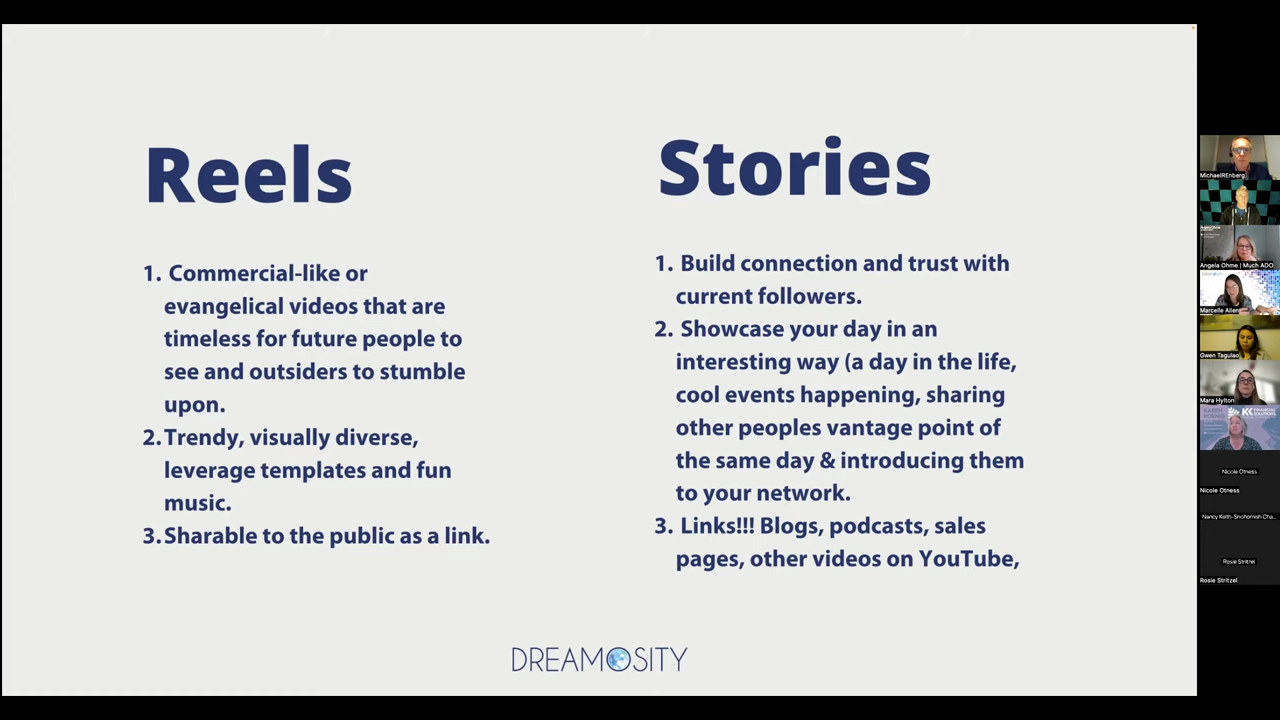 Reels
1. Commercial-like or
evangelical videos that are
timeless for future people to
see and outsiders to stumble
upon.
2. Trendy, visually diverse,
leverage templates and fun
music.
3. Sharable to the public as a link.
Stories
1. Build connection and trust with
current followers.
2. Showcase your day in an
interesting way (a day in the life,
cool events happening, sharing
other peoples vantage point of
the same day & introducing them
to your network.
3. Links!!! Blogs, podcasts, sales
pages, other videos on YouTube,
DREAMOSITY
MichaelREnberg
Angela Ohme | Much ADO
Marcelle Allen
Gwen Tagulao
Mara Hylton
KK FINANCIAL
SOLUTIONS
Nicole Otness
Nicole Otness
Nancy Keith-Snohomish Cha...
Rosie Stritzel
Rosie Stritzel